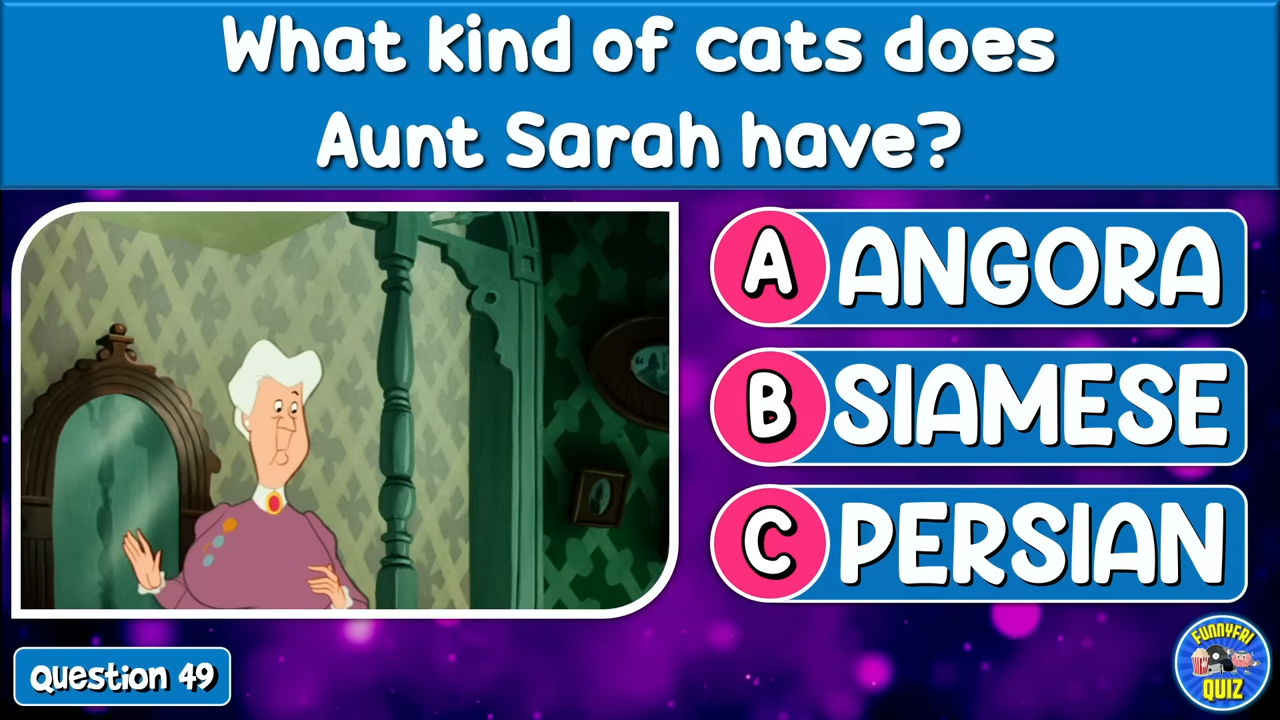 What kind of cats does
Aunt Sarah have?
A ANGORA
B SIAMESE
C PERSIAN
Question 49
FUNNYFRI
QUIZ